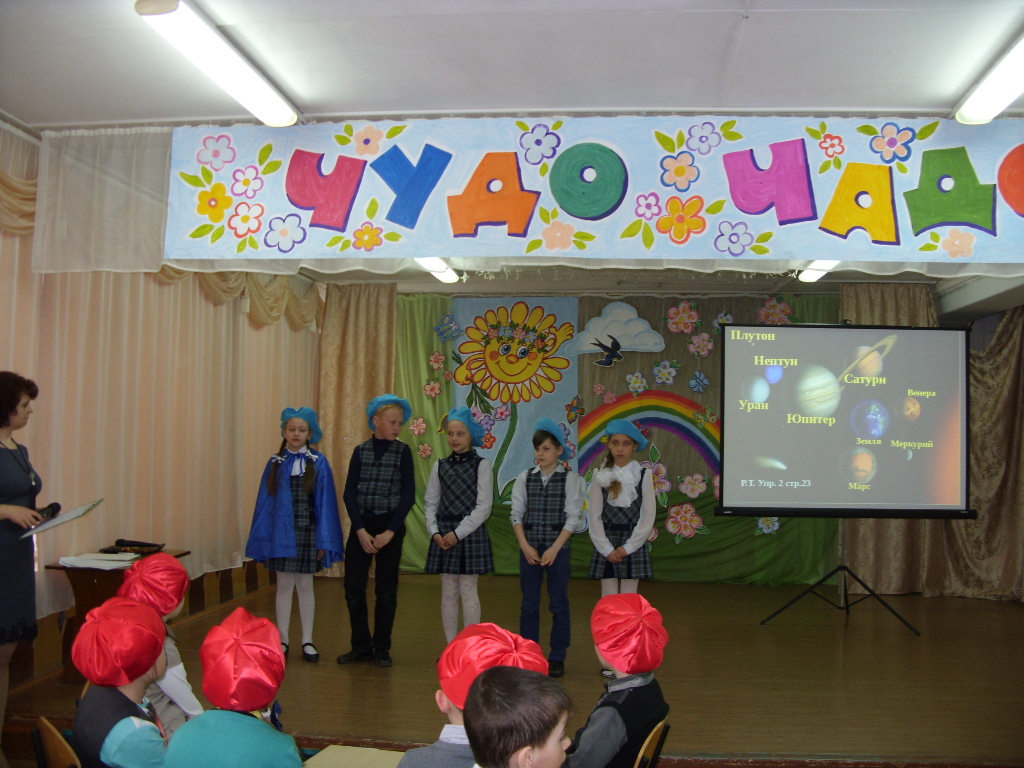 ЧУДО ЧАДО
Плутон
Нептун
Сатурн
Уран
Юпитер
Венера
Земля
Меркурий
Марс
Р.Т. Упр. 2 стр.23